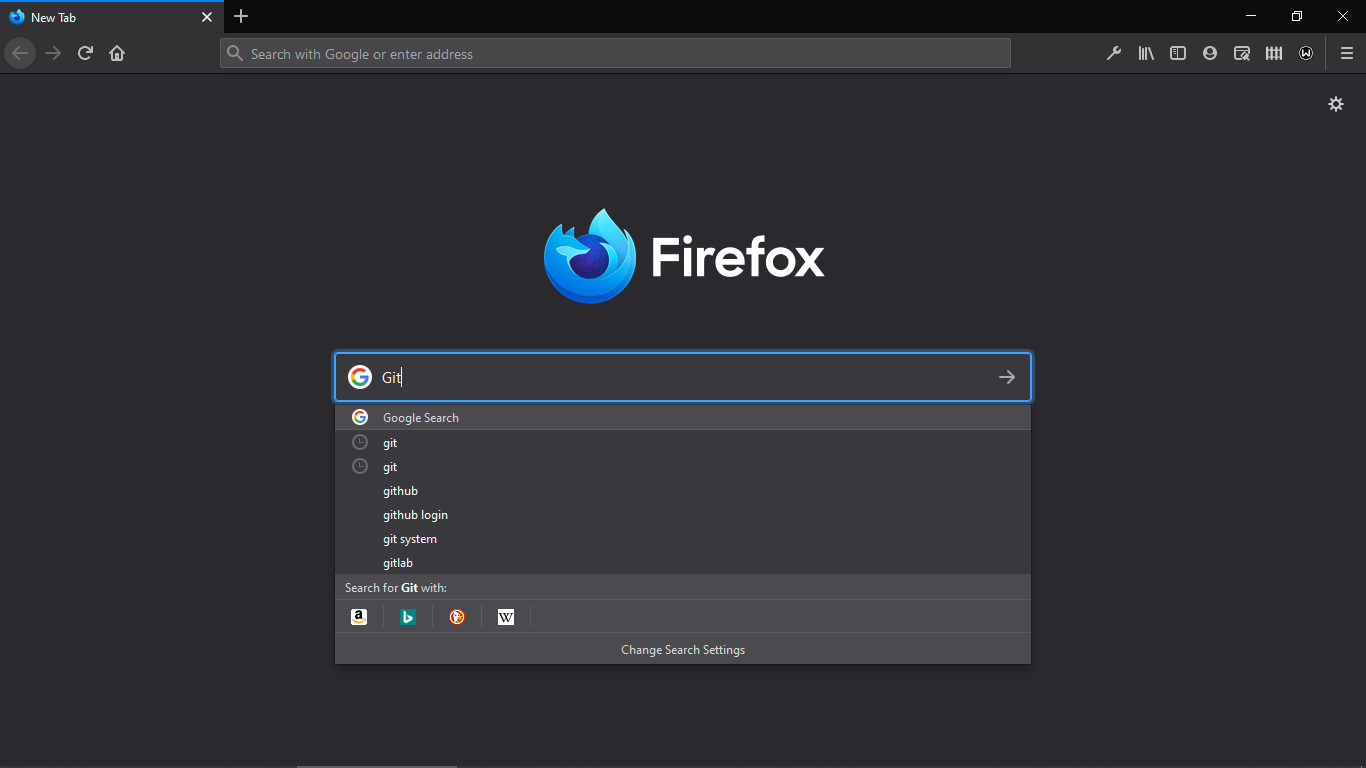 New Tab
Search with Google or enter address
Firefox
Git
Google Search
git
git
github
github login
git system
gitlab
Search for Git with:
a b W
Change Search Settings